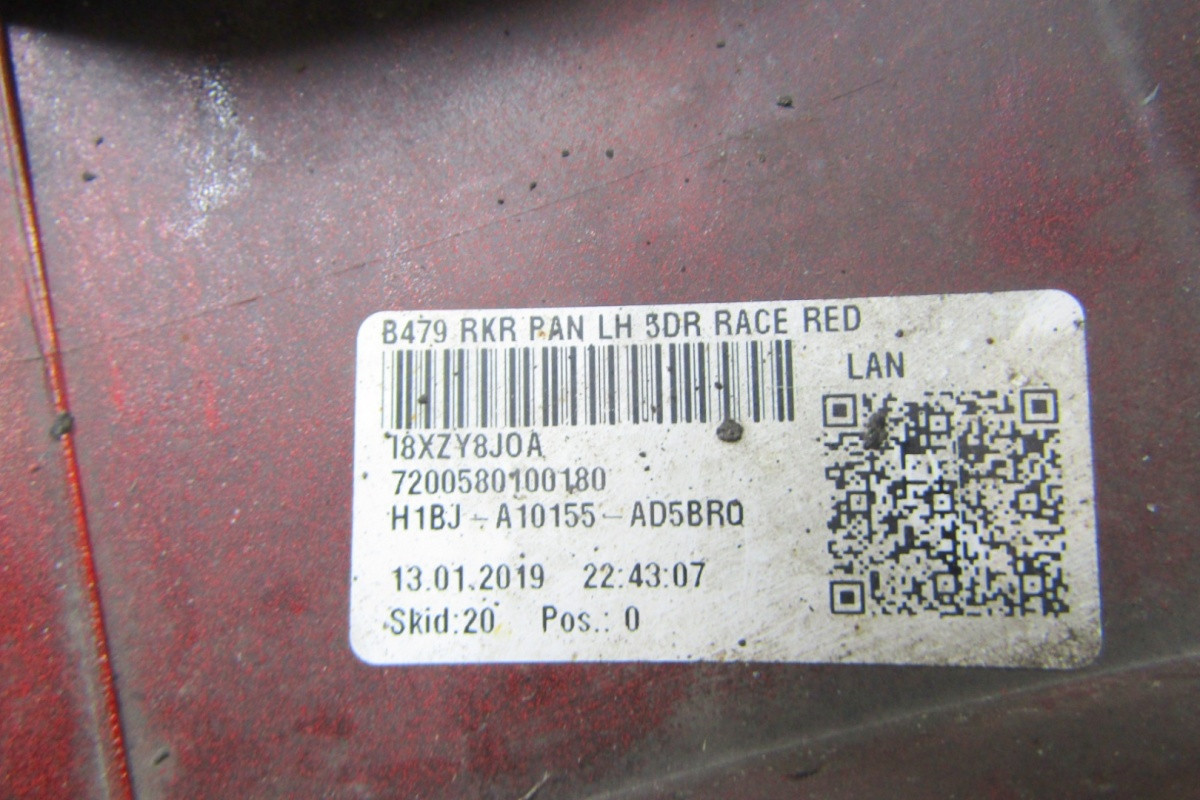 B479 RKR PAN LH 5DR RACE RED
LAN
18XZY8J0A
7200580100180
H1BJ-A10155-AD5BRQ
13.01.2019 22:43:07
Skid:20 Pos.: 0